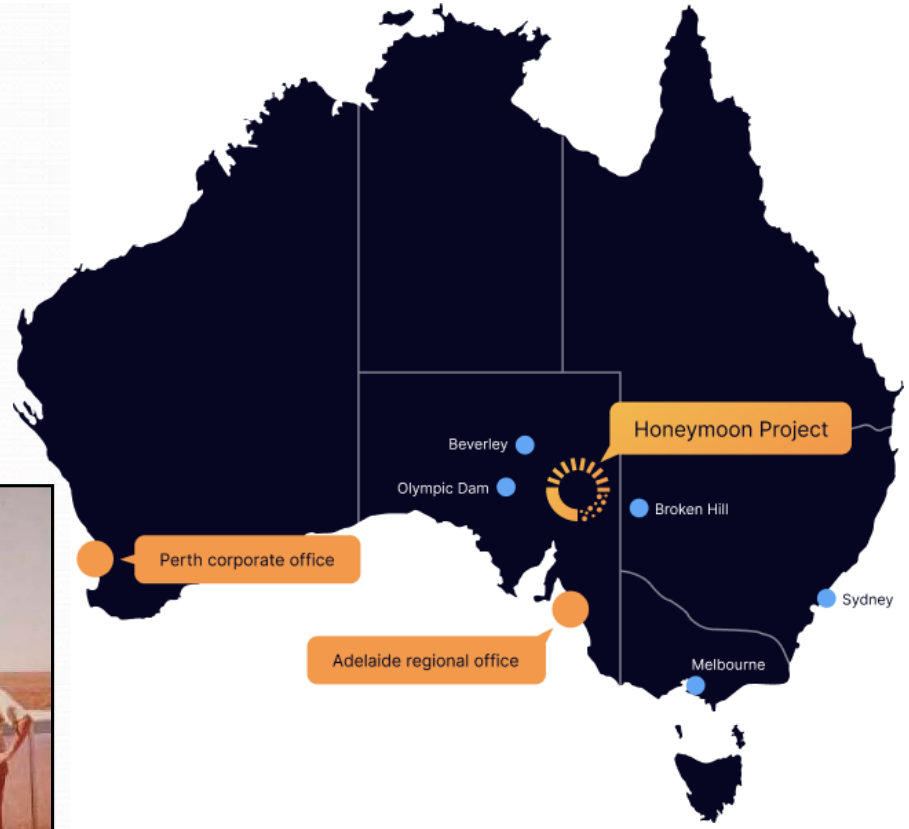 Honeymoon Project
Beverley
Olympic Dam
Broken Hill
Perth corporate office
Sydney
Adelaide regional office
Melbourne